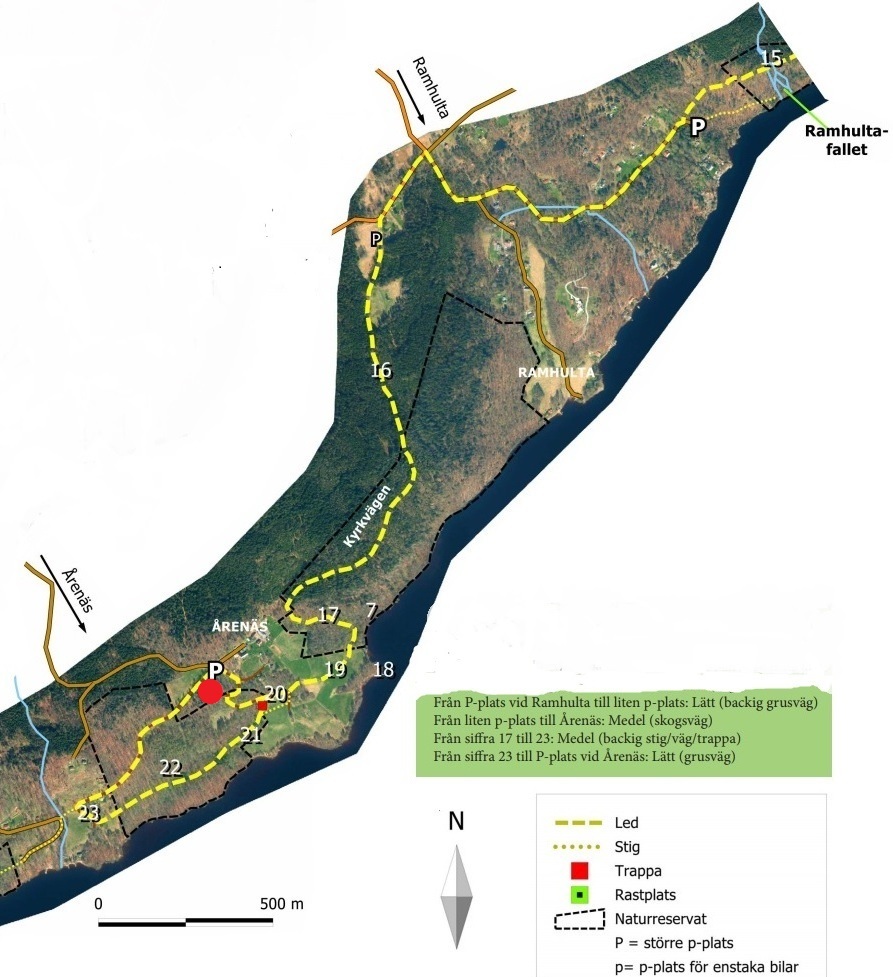 Ramhulta
15
P
Ramhulta-
fallet
P
16
RAMHULTA
Kyrkvägen
Årenäs
ÅRENÄS
17
7
P
19
18
20
21
22
23
Från P-plats vid Ramhulta till liten p-plats: Lätt (backig grusväg)
Från liten p-plats till Årenäs: Medel (skogsväg)
Från siffra 17 till 23: Medel (backig stig/väg/trappa)
Från siffra 23 till P-plats vid Årenäs: Lätt (grusväg)
0 500 m
N
Led
Stig
Trappa
Rastplats
Naturreservat
P = större p-plats
p= p-plats för enstaka bilar